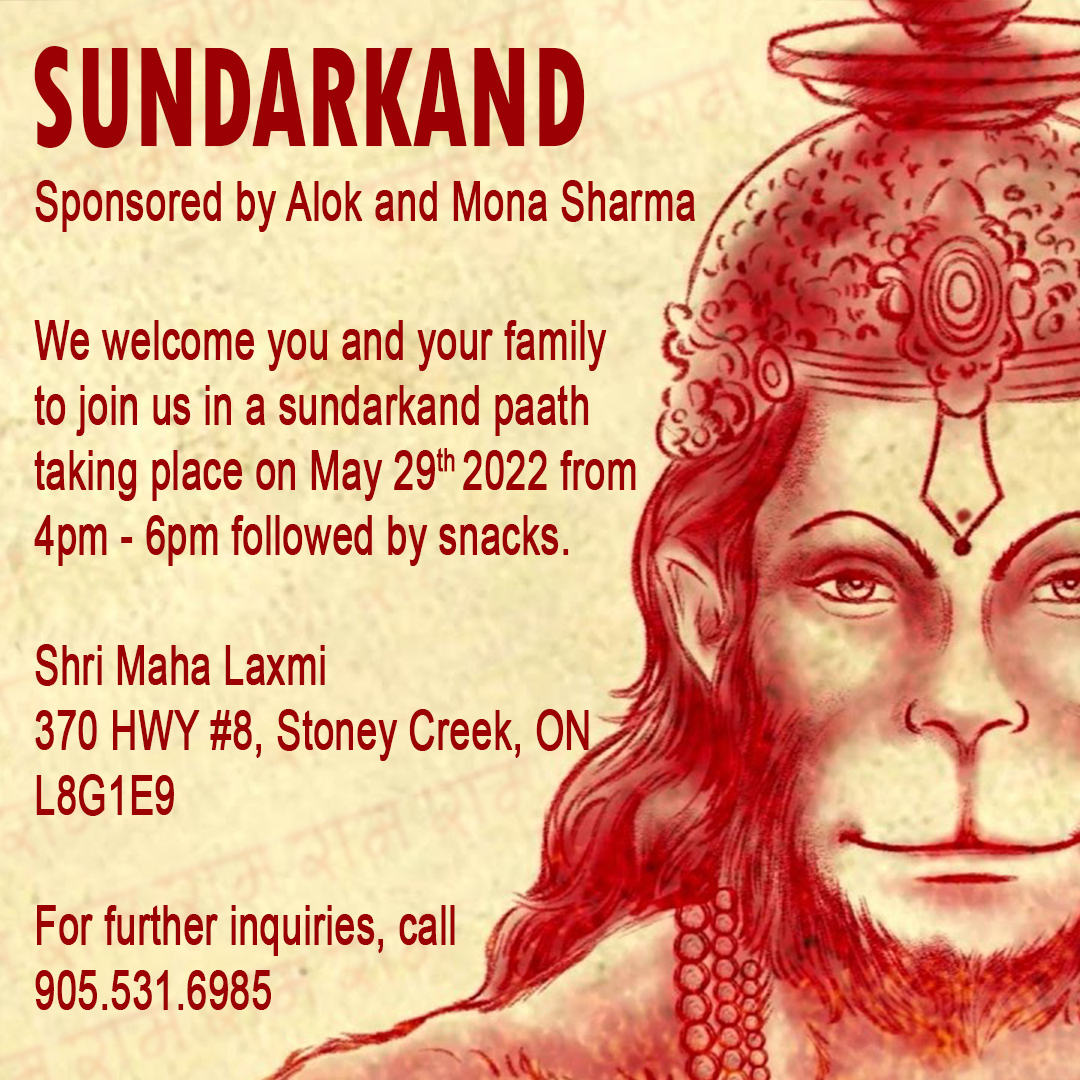 SUNDARKAND
Sponsored by Alok and Mona Sharma
We welcome you and your family
to join us in a sundarkand paath
taking place on May 29th 2022 from
4pm - 6pm followed by snacks.
Shri Maha Laxmi
370 HWY #8, Stoney Creek, ON
L8G1E9
For further inquiries, call
905.531.6985